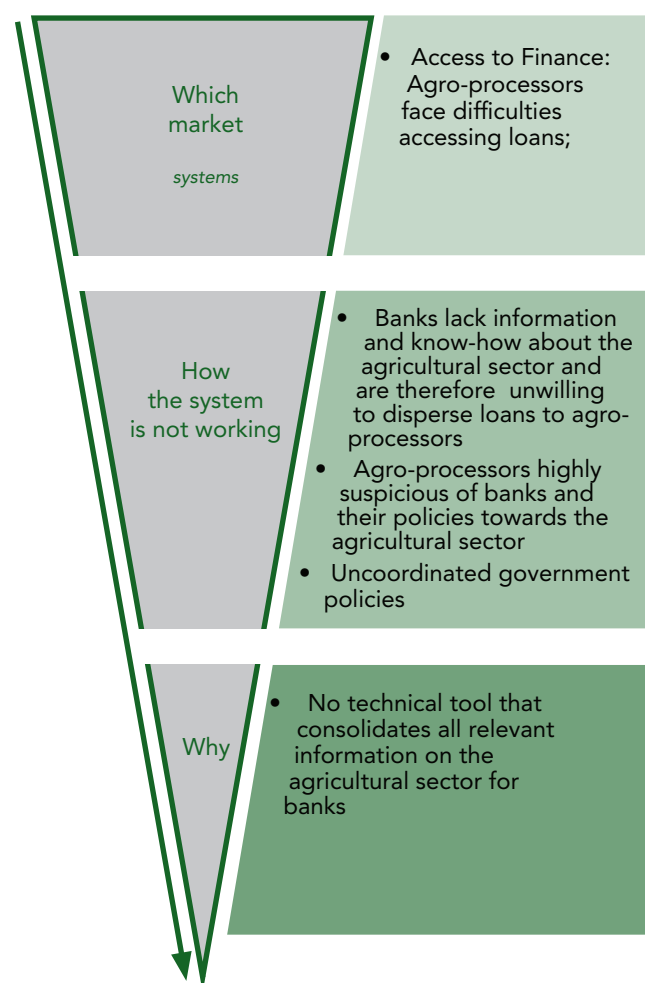 Which
market
systems
• Access to Finance:
Agro-processors
face difficulties
accessing loans;
How
the system
is not working
• Banks lack information
and know-how about the
agricultural sector and
are therefore unwilling
to disperse loans to agro-
processors
• Agro-processors highly
suspicious of banks and
their policies towards the
agricultural sector
• Uncoordinated government
policies
Why
• No technical tool that
consolidates all relevant
information on the
agricultural sector for
banks